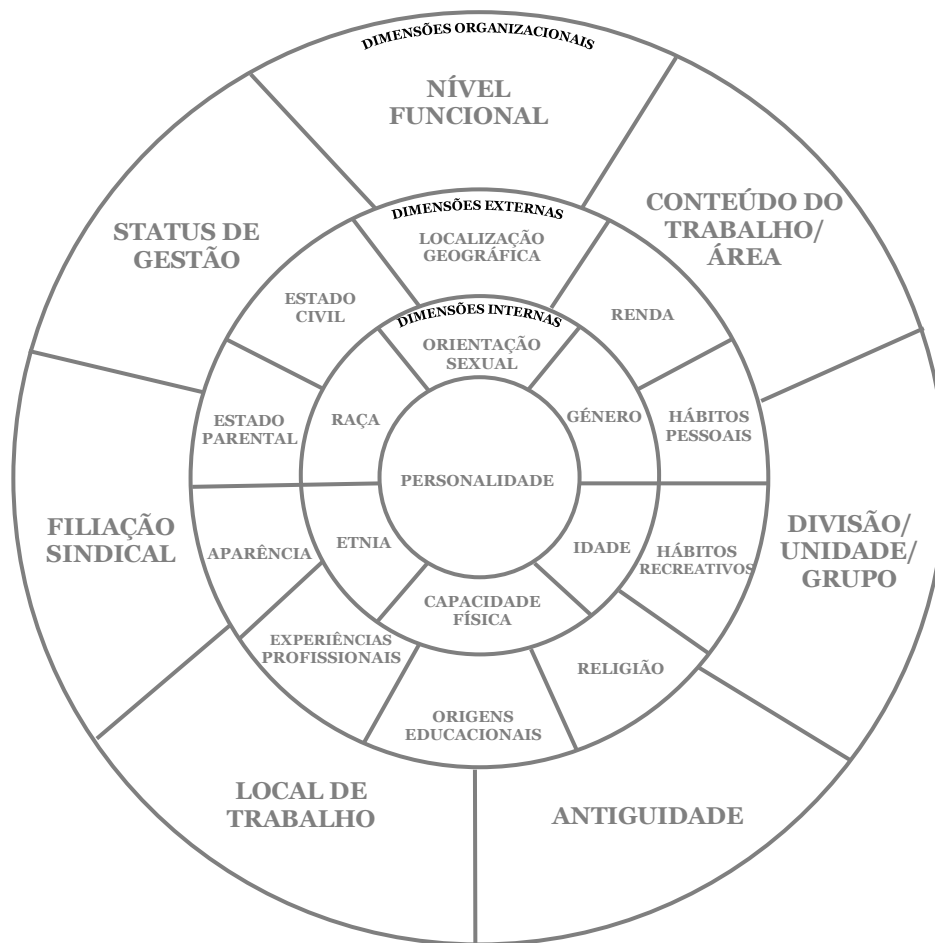 DIMENSÕES ORGANIZACIONAIS
NÍVEL
FUNCIONAL
CONTEÚDO DO
TRABALHO/
ÁREA
DIVISÃO/
UNIDADE/
GRUPO
ANTIGUIDADE
LOCAL DE
TRABALHO
FILIAÇÃO
SINDICAL
STATUS DE
GESTÃO
DIMENSÕES EXTERNAS
LOCALIZAÇÃO
GEOGRÁFICA
RENDA
HÁBITOS
PESSOAIS
HÁBITOS
RECREATIVOS
RELIGIÃO
ORIGENS
EDUCACIONAIS
EXPERIÊNCIAS
PROFISSIONAIS
APARÊNCIA
ESTADO
PARENTAL
ESTADO
CIVIL
DIMENSÕES INTERNAS
ORIENTAÇÃO
SEXUAL
GÉNERO
IDADE
CAPACIDADE
FÍSICA
ETNIA
RAÇA
PERSONALIDADE